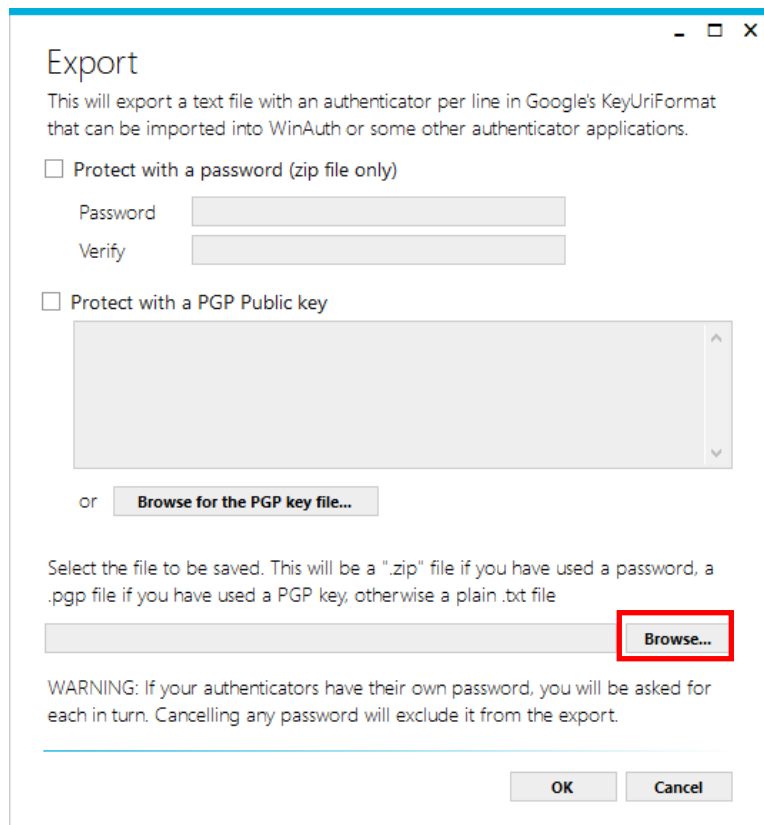 Export
This will export a text file with an authenticator per line in Google's KeyUriFormat
that can be imported into WinAuth or some other authenticator applications.
Protect with a password (zip file only)
Password
Verify
Protect with a PGP Public key
or Browse for the PGP key file...
Select the file to be saved. This will be a ".zip" file if you have used a password, a
.pgp file if you have used a PGP key, otherwise a plain .txt file
Browse...
WARNING: If your authenticators have their own password, you will be asked for
each in turn. Cancelling any password will exclude it from the export.
OK Cancel